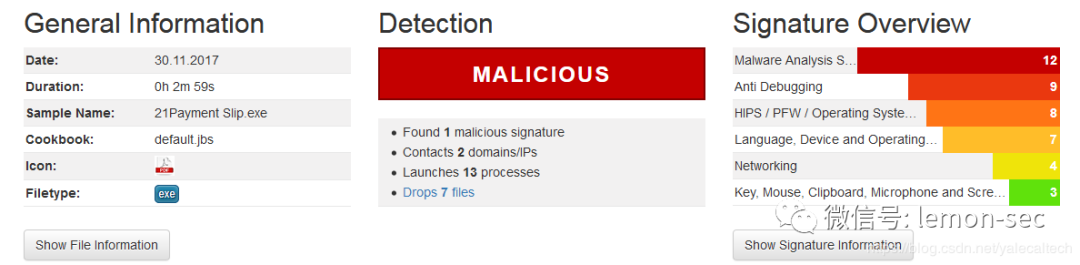 General Information
Date: 30.11.2017
Duration: 0h 2m 59s
Sample Name: 21Payment Slip.exe
Cookbook: default.jbs
Icon: PDF
Filetype: exe
Show File Information
Detection
MALICIOUS
Found 1 malicious signature
Contacts 2 domains/IPs
Launches 13 processes
Drops 7 files
Signature Overview
Malware Analysis S... 12
Anti Debugging 9
HIPS / PFW / Operating Syste... 8
Language, Device and Operating... 7
Networking 4
Key, Mouse, Clipboard, Microphone and Scre... 3
Show Signature Information
微信号: lemon-sec
https://blog.csdn.net/yalecaltech